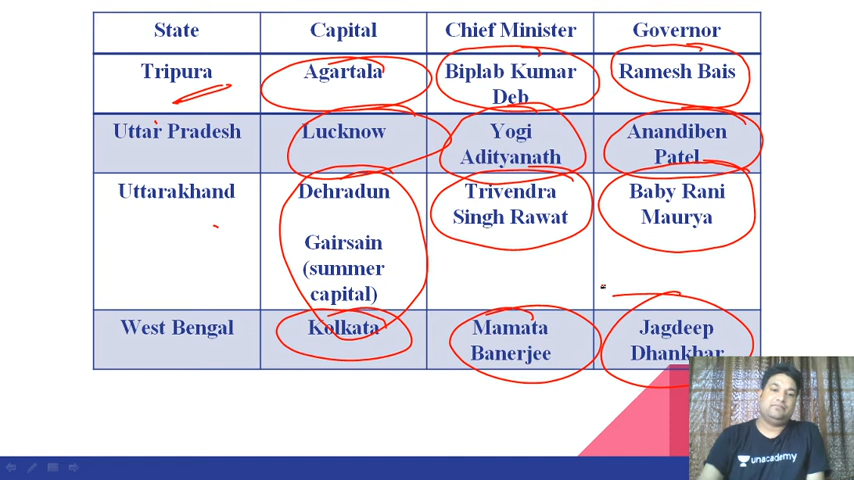 State Capital Chief Minister Governor
Tripura Agartala Biplab Kumar Ramesh Bais
Deb
Uttar Pradesh Lucknow Yogi Anandiben
Adityanath Patel
Uttarakhand Dehradun Trivendra Baby Rani
Singh Rawat Maurya
Gairsain
(summer
capital)
West Bengal Kolkata Mamata Jagdeep
Banerjee Dhankhar
unacademy